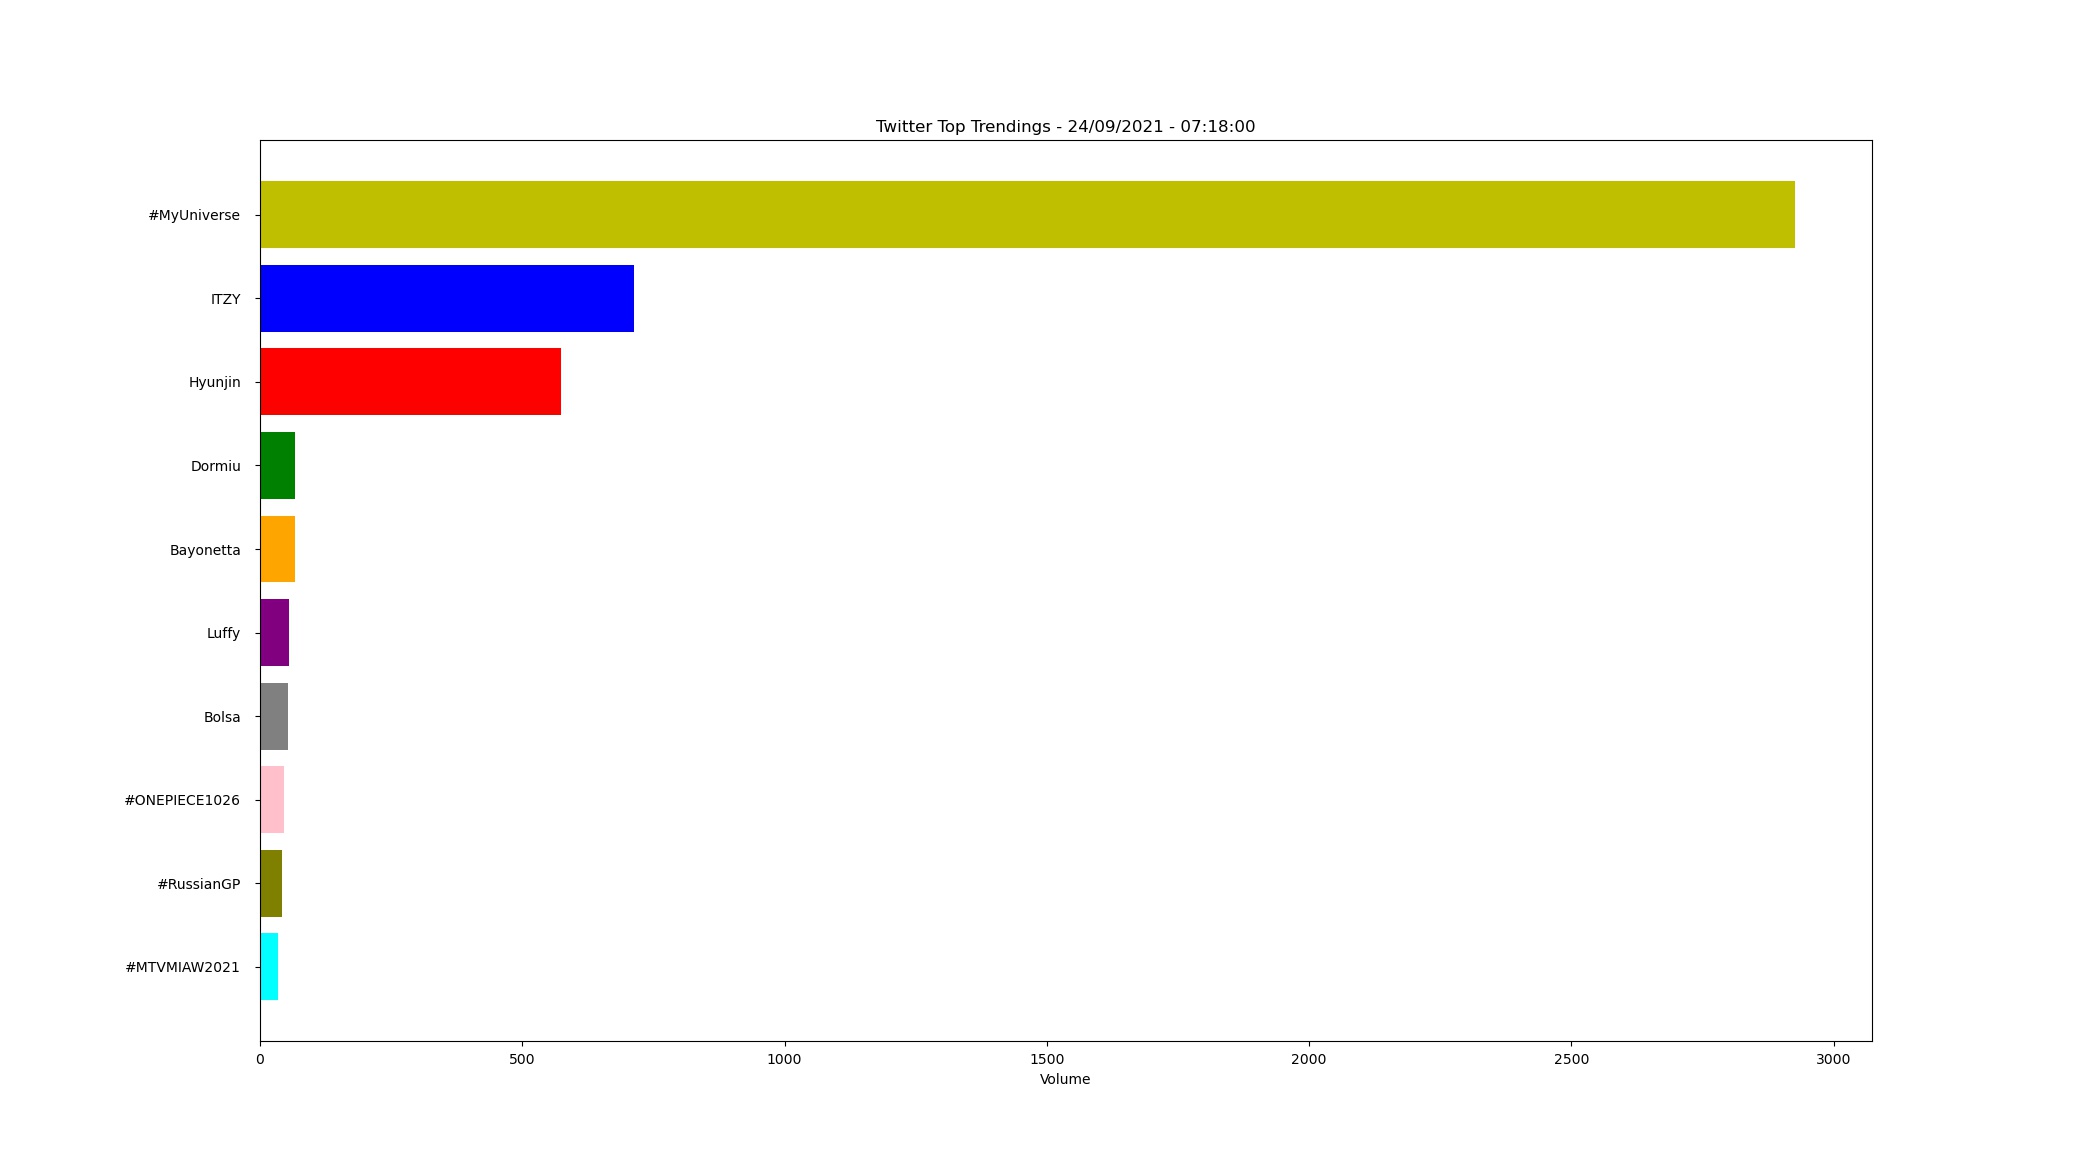 Twitter Top Trendings - 24/09/2021 - 07:18:00
#MyUniverse
ITZY
Hyunjin
Dormiu
Bayonetta
Luffy
Bolsa
#ONEPIECE1026
#RussianGP
#MTVMIAW2021
0 500 1000 1500 2000 2500 3000
Volume